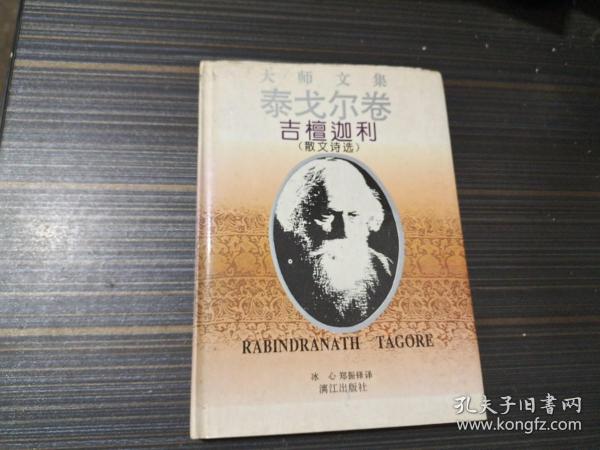 大师文集
泰戈尔卷
吉檀迦利
(散文诗选)
RABINDRANATH TAGORE
冰心 郑振铎译
漓江出版社
孔夫子旧书网
www.kongfz.com